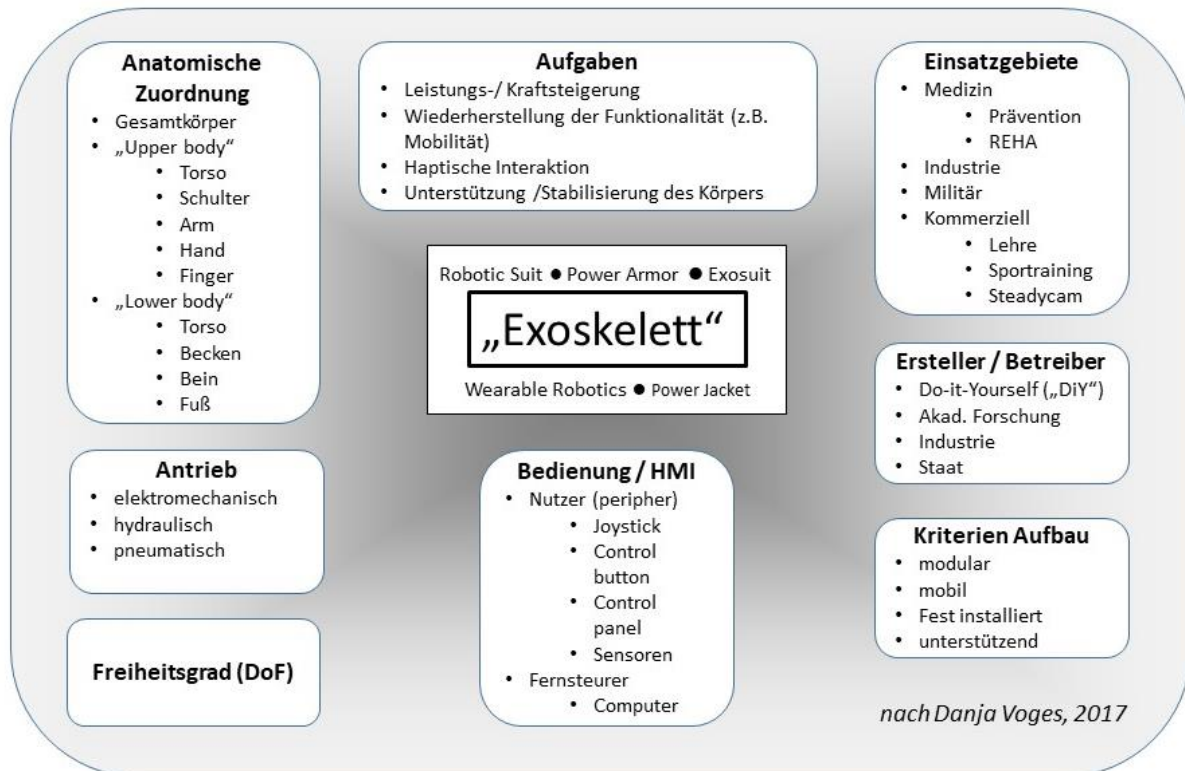 Anatomische
Zuordnung
• Gesamtkörper
• „Upper body“
• Torso
• Schulter
• Arm
• Hand
• Finger
• „Lower body“
• Torso
• Becken
• Bein
• Fuß
Aufgaben
• Leistungs-/ Kraftsteigerung
• Wiederherstellung der Funktionalität (z.B.
Mobilität)
• Haptische Interaktion
• Unterstützung /Stabilisierung des Körpers
Einsatzgebiete
• Medizin
• Prävention
• REHA
• Industrie
• Militär
• Kommerziell
• Lehre
• Sportraining
• Steadycam
Robotic Suit ● Power Armor ● Exosuit
„Exoskelett“
Wearable Robotics ● Power Jacket
Ersteller / Betreiber
• Do-it-Yourself („DiY“)
• Akad. Forschung
• Industrie
• Staat
Antrieb
• elektromechanisch
• hydraulisch
• pneumatisch
Bedienung / HMI
• Nutzer (peripher)
• Joystick
• Control
button
• Control
panel
• Sensoren
• Fernsteurer
• Computer
Kriterien Aufbau
• modular
• mobil
• Fest installiert
• unterstützend
Freiheitsgrad (DoF)
nach Danja Voges, 2017